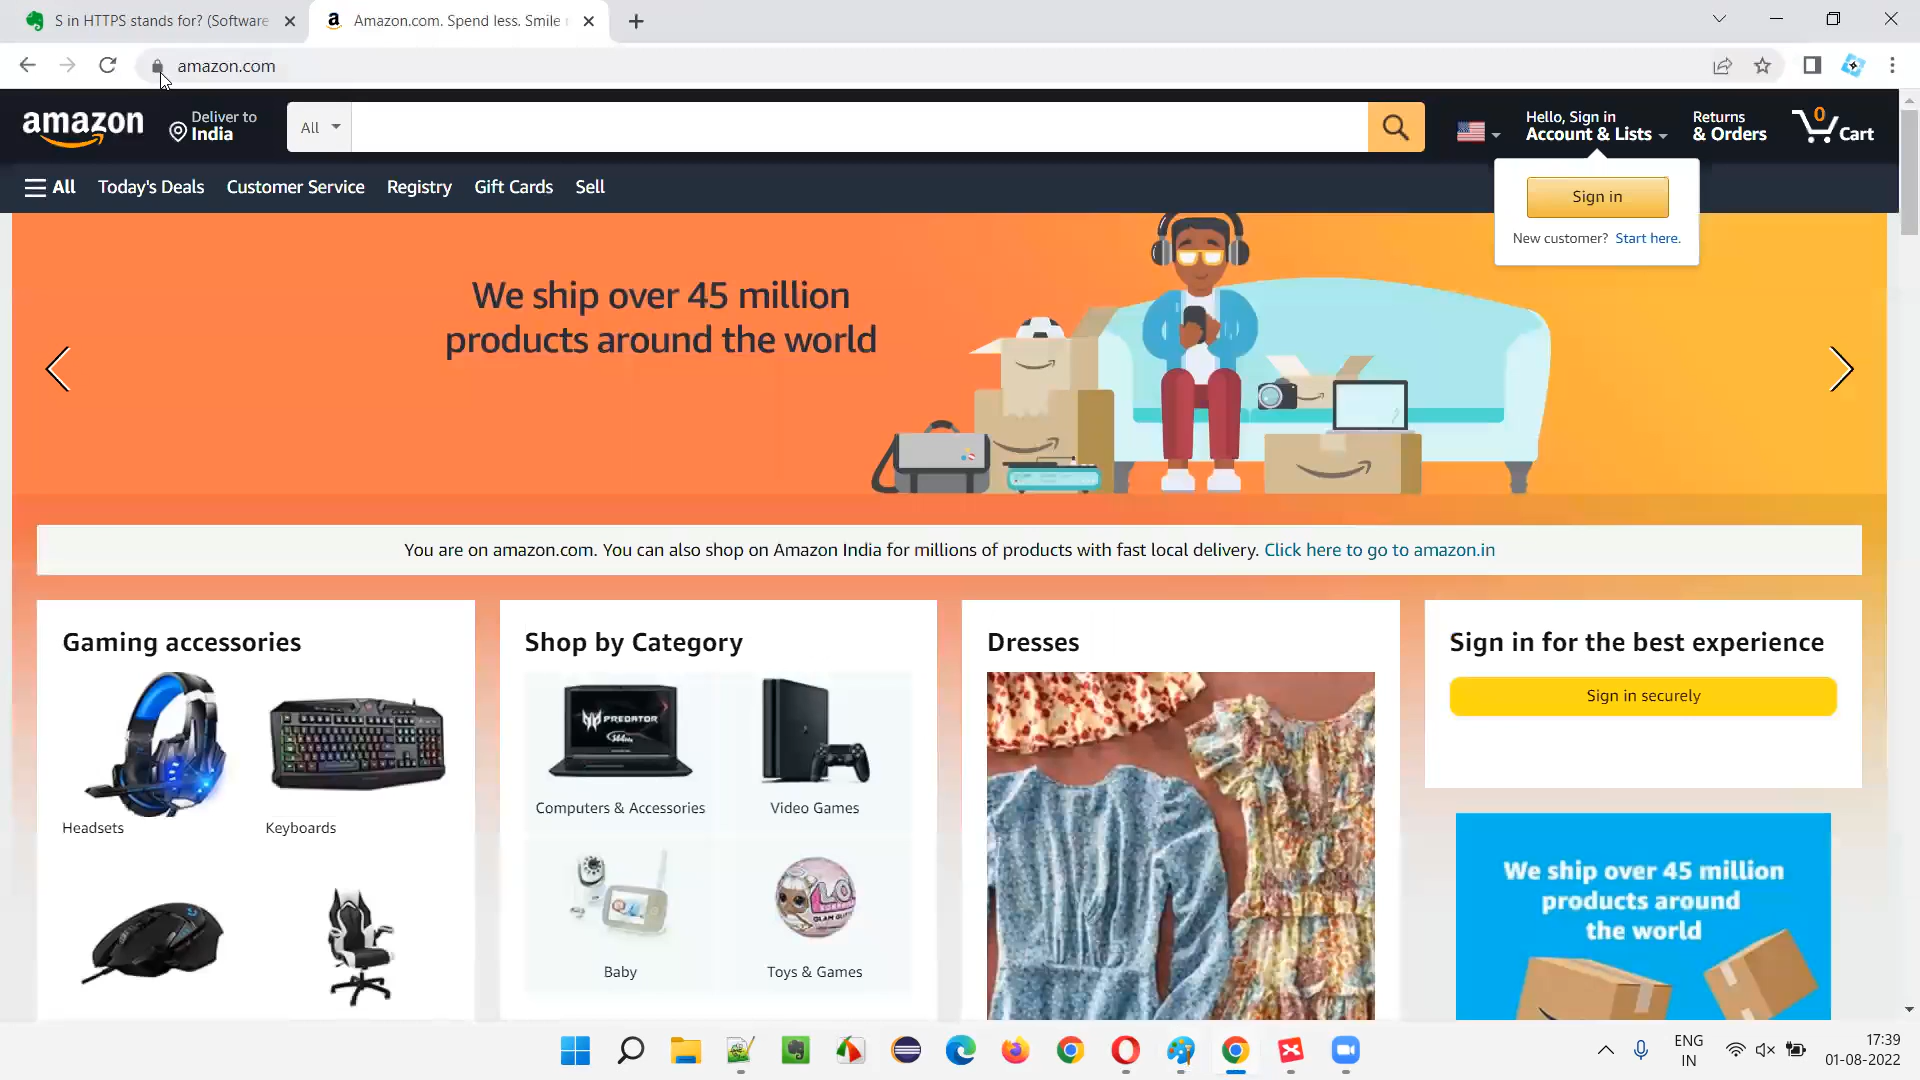 S in HTTPS stands for? (Software
Amazon.com. Spend less. Smile
amazon.com
amazon
Deliver to
India
All
Hello, Sign in
Account & Lists
Returns
& Orders
0
Cart
All
Today's Deals
Customer Service
Registry
Gift Cards
Sell
Sign in
New customer? Start here.
We ship over 45 million
products around the world
You are on amazon.com. You can also shop on Amazon India for millions of products with fast local delivery. Click here to go to amazon.in
Gaming accessories
Headsets
Keyboards
Shop by Category
PREDATOR
Computers & Accessories
Video Games
Baby
Toys & Games
Dresses
Sign in for the best experience
Sign in securely
We ship over 45 million
products around
the world
ENG
IN
17:39
01-08-2022